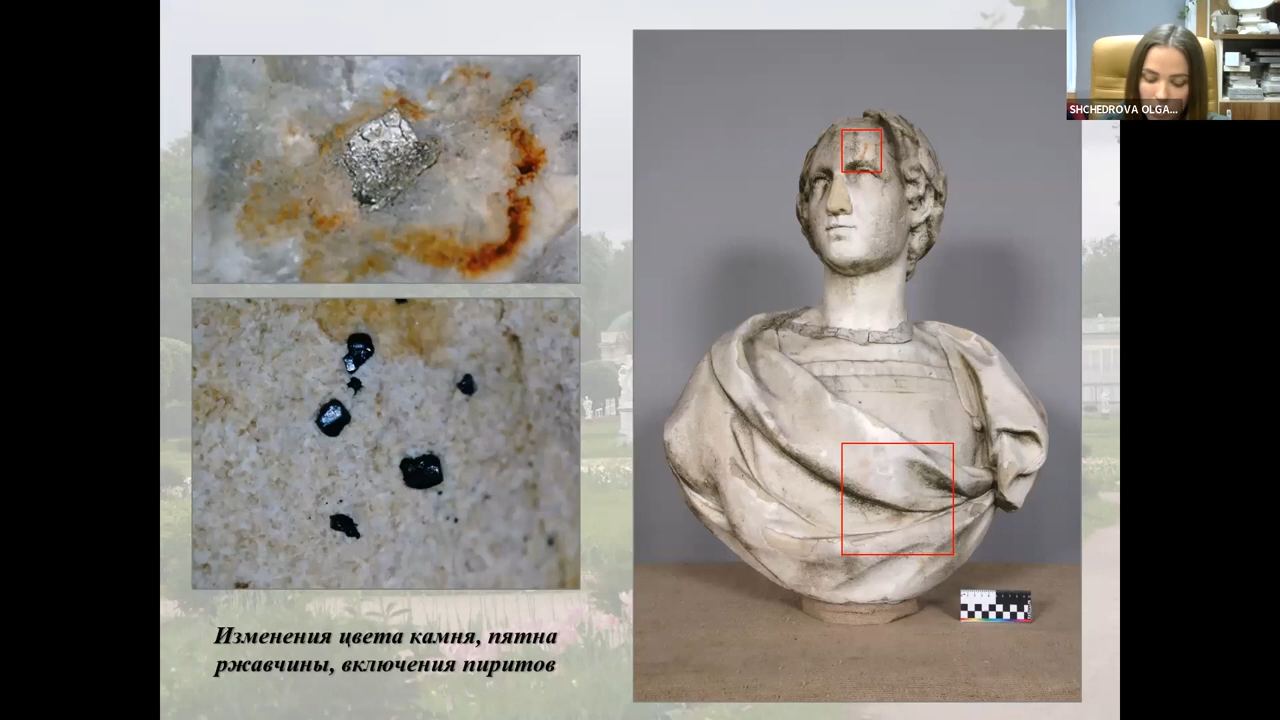 SHCHEDROVA OLGA...
Изменения цвета камня, пятна
ржавчины, включения пиритов